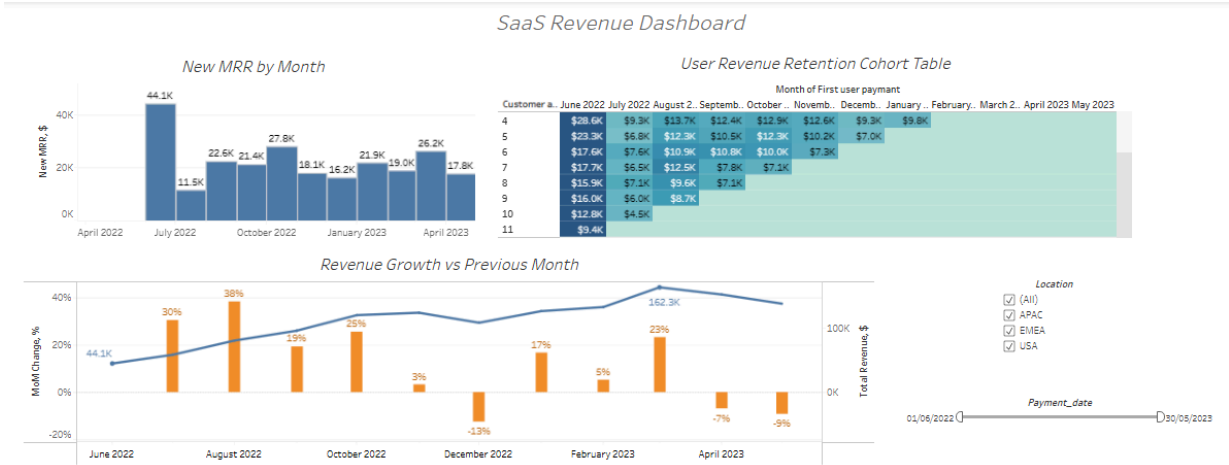 SaaS Revenue Dashboard
New MRR by Month
New MRR, $
40K
20K
0K
44.1K
11.5K
22.6K
21.4K
27.8K
18.1K
16.2K
21.9K
19.0K
26.2K
17.8K
April 2022
July 2022
October 2022
January 2023
April 2023
User Revenue Retention Cohort Table
Month of First user paymant
Customer a.. June 2022 July 2022 August 2.. Septemb.. October .. Novemb.. Decemb.. January .. February.. March 2.. April 2023 May 2023
4 $28.6K $9.3K $13.7K $12.4K $12.9K $12.6K $9.3K $9.8K
5 $23.3K $6.8K $12.3K $10.5K $12.3K $10.2K $7.0K
6 $17.6K $7.6K $10.9K $10.8K $10.0K $7.3K
7 $17.7K $6.5K $12.5K $7.8K $7.1K
8 $15.9K $7.1K $9.6K $7.1K
9 $16.0K $6.0K $8.7K
10 $12.8K $4.5K
11 $9.4K
Revenue Growth vs Previous Month
MoM Change, %
40%
20%
0%
-20%
44.1K
30%
38%
19%
25%
3%
-13%
17%
5%
162.3K
23%
-7%
-9%
100K
0K
Total Revenue, $
June 2022
August 2022
October 2022
December 2022
February 2023
April 2023
Location
(All)
APAC
EMEA
USA
Payment_date
01/06/2022
30/05/2023